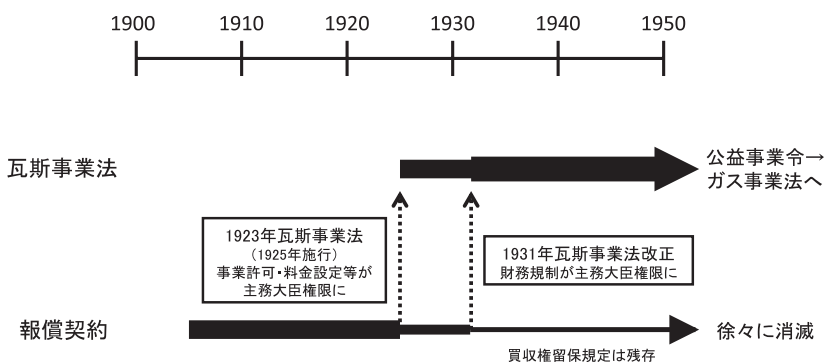 1900 1910 1920 1930 1940 1950
瓦斯事業法
公益事業令→
ガス事業法へ
1923年瓦斯事業法
(1925年施行)
事業許可・料金設定等が
主務大臣権限に
1931年瓦斯事業法改正
財務規制が主務大臣権限に
報償契約
徐々に消滅
買収権留保規定は残存